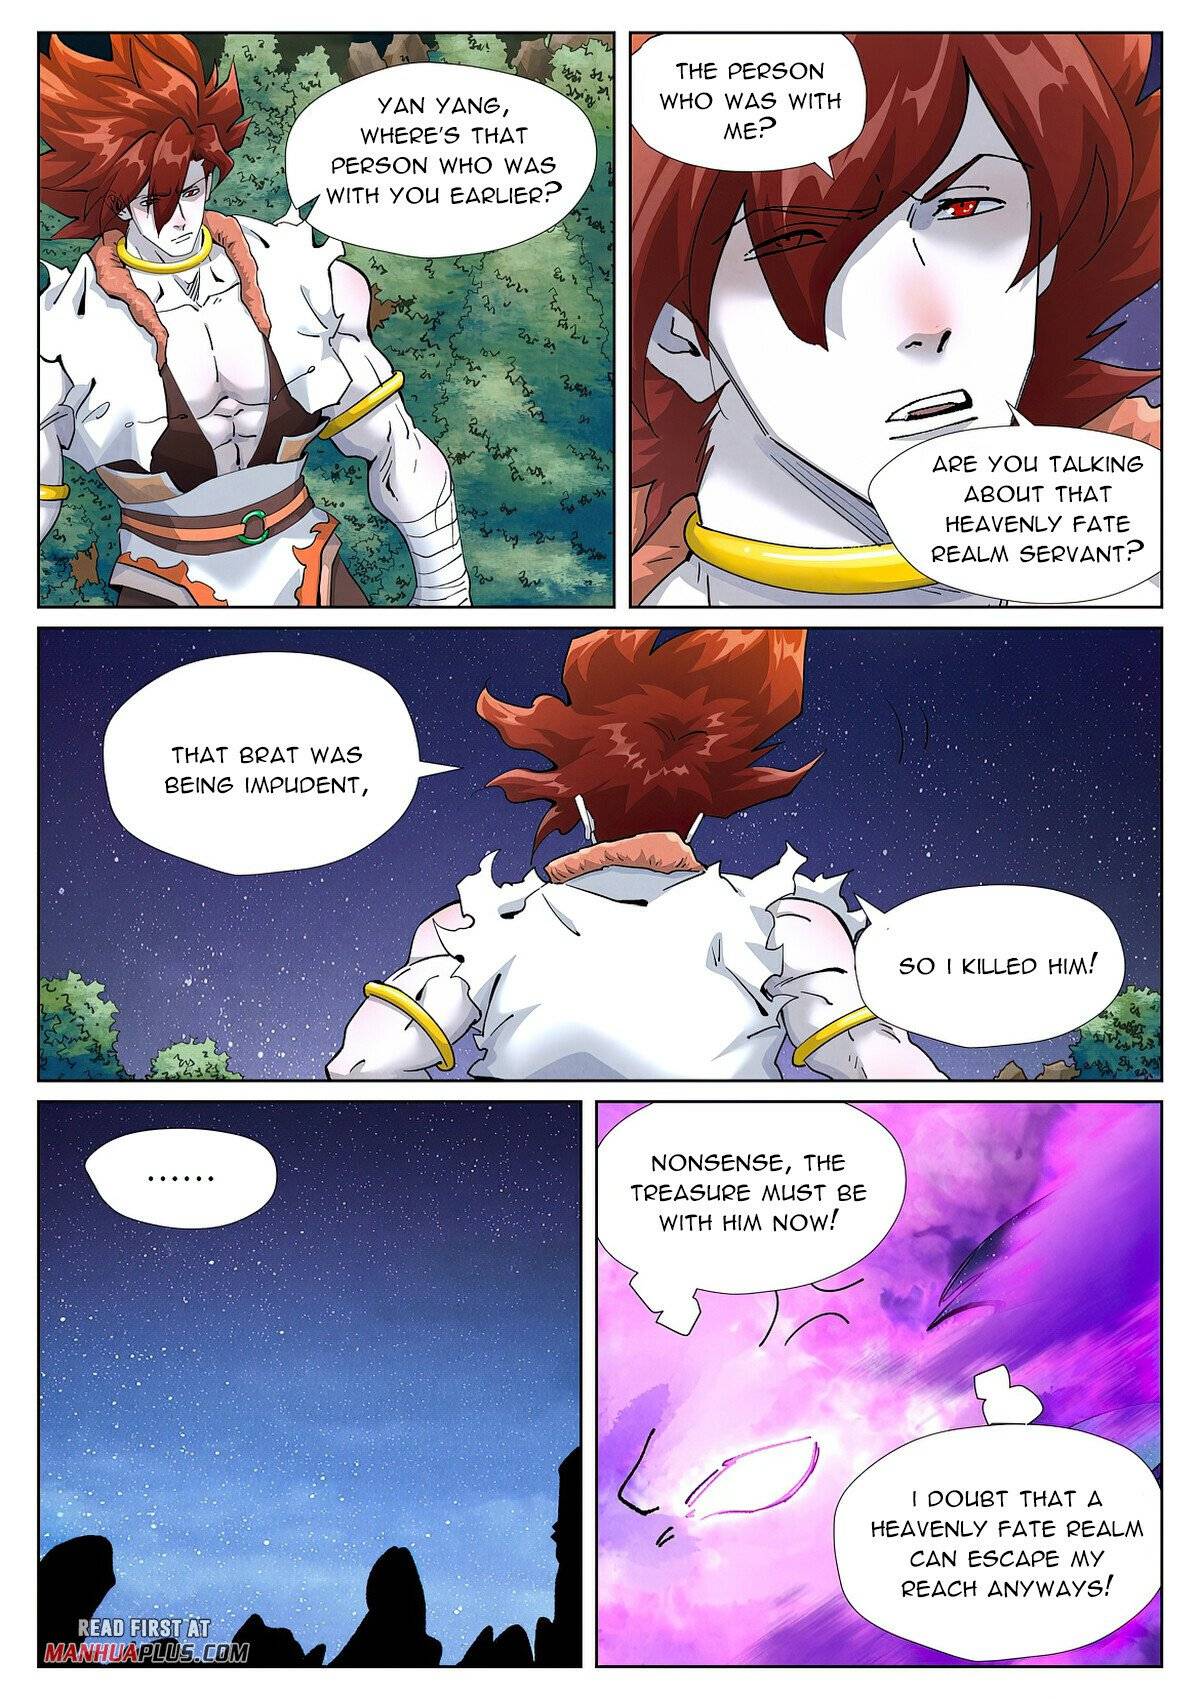 YAN YANG,
WHERE'S THAT
PERSON WHO WAS
WITH YOU EARLIER?
THE PERSON
WHO WAS WITH
ME?
ARE YOU TALKING
ABOUT THAT
HEAVENLY FATE
REALM SERVANT?
THAT BRAT WAS
BEING IMPUDENT,
SO I KILLED HIM!
......
NONSENSE, THE
TREASURE MUST BE
WITH HIM NOW!
I DOUBT THAT A
HEAVENLY FATE REALM
CAN ESCAPE MY
REACH ANYWAYS!
READ FIRST AT
MANHUAPLUS.COM